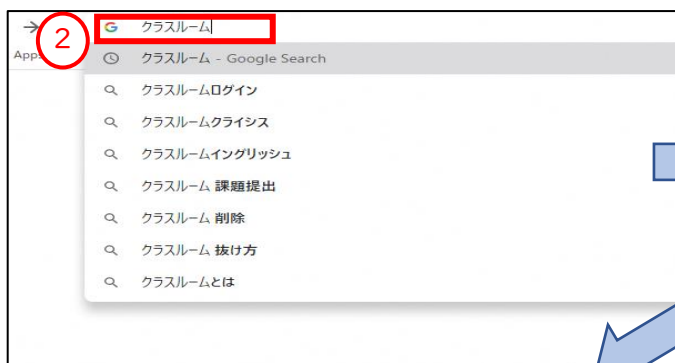 2
クラスルーム
Apps
クラスルーム - Google Search
クラスルームログイン
クラスルームクライシス
クラスルームイングリッシュ
クラスルーム 課題提出
クラスルーム 削除
クラスルーム 抜け方
クラスルームとは